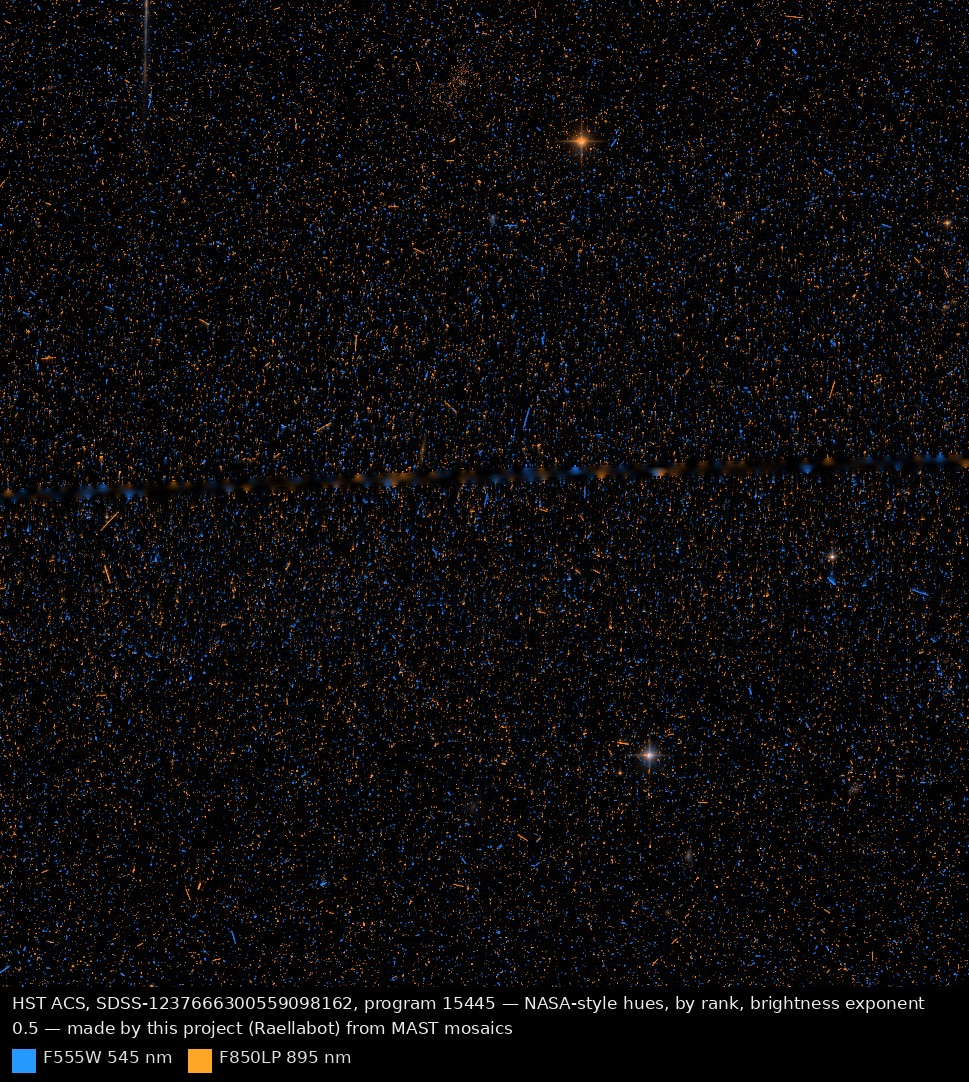 HST ACS, SDSS-1237666300559098162, program 15445 — NASA-style hues, by rank, brightness exponent
0.5 — made by this project (Raellabot) from MAST mosaics
F555W 545 nm F850LP 895 nm